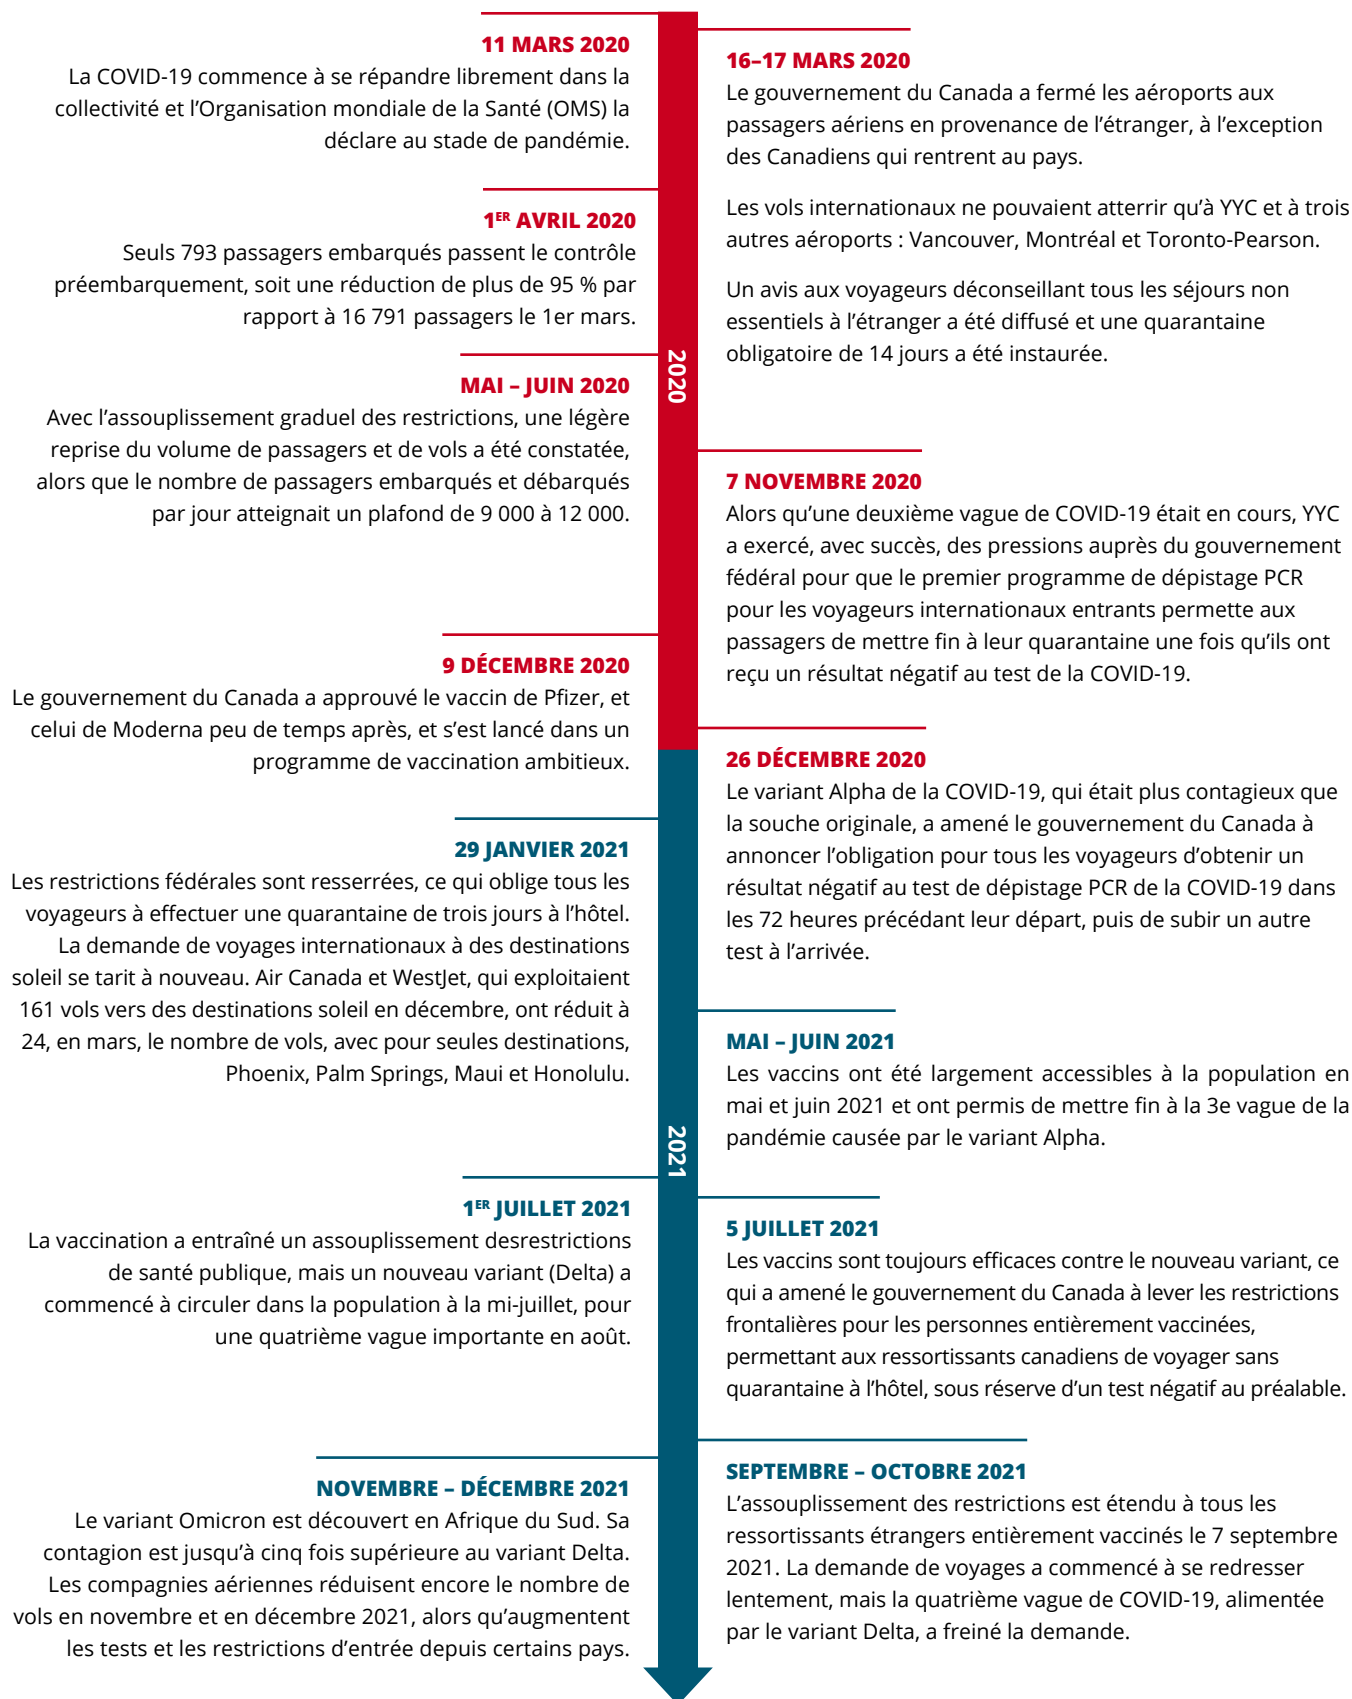 11 MARS 2020
La COVID-19 commence à se répandre librement dans la
collectivité et l’Organisation mondiale de la Santé (OMS) la
déclare au stade de pandémie.
16–17 MARS 2020
Le gouvernement du Canada a fermé les aéroports aux
passagers aériens en provenance de l’étranger, à l’exception
des Canadiens qui rentrent au pays.
Les vols internationaux ne pouvaient atterrir qu’à YYC et à trois
autres aéroports : Vancouver, Montréal et Toronto-Pearson.
Un avis aux voyageurs déconseillant tous les séjours non
essentiels à l’étranger a été diffusé et une quarantaine
obligatoire de 14 jours a été instaurée.
1ER AVRIL 2020
Seuls 793 passagers embarqués passent le contrôle
préembarquement, soit une réduction de plus de 95 % par
rapport à 16 791 passagers le 1er mars.
2020
MAI – JUIN 2020
Avec l’assouplissement graduel des restrictions, une légère
reprise du volume de passagers et de vols a été constatée,
alors que le nombre de passagers embarqués et débarqués
par jour atteignait un plafond de 9 000 à 12 000.
7 NOVEMBRE 2020
Alors qu’une deuxième vague de COVID-19 était en cours, YYC
a exercé, avec succès, des pressions auprès du gouvernement
fédéral pour que le premier programme de dépistage PCR
pour les voyageurs internationaux entrants permette aux
passagers de mettre fin à leur quarantaine une fois qu’ils ont
reçu un résultat négatif au test de la COVID-19.
9 DÉCEMBRE 2020
Le gouvernement du Canada a approuvé le vaccin de Pfizer, et
celui de Moderna peu de temps après, et s’est lancé dans un
programme de vaccination ambitieux.
26 DÉCEMBRE 2020
Le variant Alpha de la COVID-19, qui était plus contagieux que
la souche originale, a amené le gouvernement du Canada à
annoncer l’obligation pour tous les voyageurs d’obtenir un
résultat négatif au test de dépistage PCR de la COVID-19 dans
les 72 heures précédant leur départ, puis de subir un autre
test à l’arrivée.
29 JANVIER 2021
Les restrictions fédérales sont resserrées, ce qui oblige tous les
voyageurs à effectuer une quarantaine de trois jours à l’hôtel.
La demande de voyages internationaux à des destinations
soleil se tarit à nouveau. Air Canada et WestJet, qui exploitaient
161 vols vers des destinations soleil en décembre, ont réduit à
24, en mars, le nombre de vols, avec pour seules destinations,
Phoenix, Palm Springs, Maui et Honolulu.
MAI – JUIN 2021
Les vaccins ont été largement accessibles à la population en
mai et juin 2021 et ont permis de mettre fin à la 3e vague de la
pandémie causée par le variant Alpha.
2021
1ER JUILLET 2021
La vaccination a entraîné un assouplissement desrestrictions
de santé publique, mais un nouveau variant (Delta) a
commencé à circuler dans la population à la mi-juillet, pour
une quatrième vague importante en août.
5 JUILLET 2021
Les vaccins sont toujours efficaces contre le nouveau variant, ce
qui a amené le gouvernement du Canada à lever les restrictions
frontalières pour les personnes entièrement vaccinées,
permettant aux ressortissants canadiens de voyager sans
quarantaine à l’hôtel, sous réserve d’un test négatif au préalable.
SEPTEMBRE – OCTOBRE 2021
L’assouplissement des restrictions est étendu à tous les
ressortissants étrangers entièrement vaccinés le 7 septembre
2021. La demande de voyages a commencé à se redresser
lentement, mais la quatrième vague de COVID-19, alimentée
par le variant Delta, a freiné la demande.
NOVEMBRE – DÉCEMBRE 2021
Le variant Omicron est découvert en Afrique du Sud. Sa
contagion est jusqu’à cinq fois supérieure au variant Delta.
Les compagnies aériennes réduisent encore le nombre de
vols en novembre et en décembre 2021, alors qu’augmentent
les tests et les restrictions d’entrée depuis certains pays.